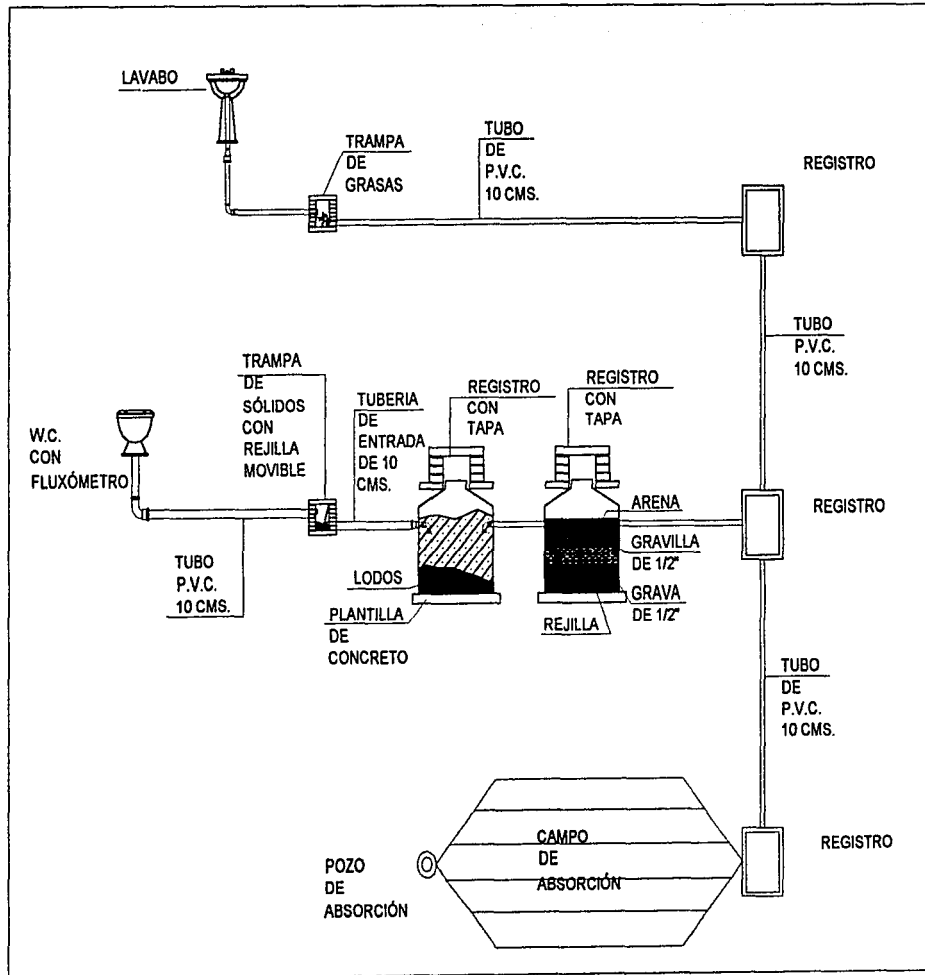 LAVABO
TRAMPA
DE
GRASAS
TUBO
DE
P.V.C.
10 CMS.
REGISTRO
TUBO
P.V.C.
10 CMS.
W.C.
CON
FLUXÓMETRO
TRAMPA
DE
SÓLIDOS
CON
REJILLA
MOVIBLE
TUBERIA
DE
ENTRADA
DE 10
CMS.
REGISTRO
CON
TAPA
REGISTRO
CON
TAPA
TUBO
P.V.C.
10 CMS.
LODOS
PLANTILLA
DE
CONCRETO
ARENA
GRAVILLA
DE 1/2"
GRAVA
DE 1/2"
REJILLA
REGISTRO
TUBO
DE
P.V.C.
10 CMS.
POZO
DE
ABSORCIÓN
CAMPO
DE
ABSORCIÓN
REGISTRO